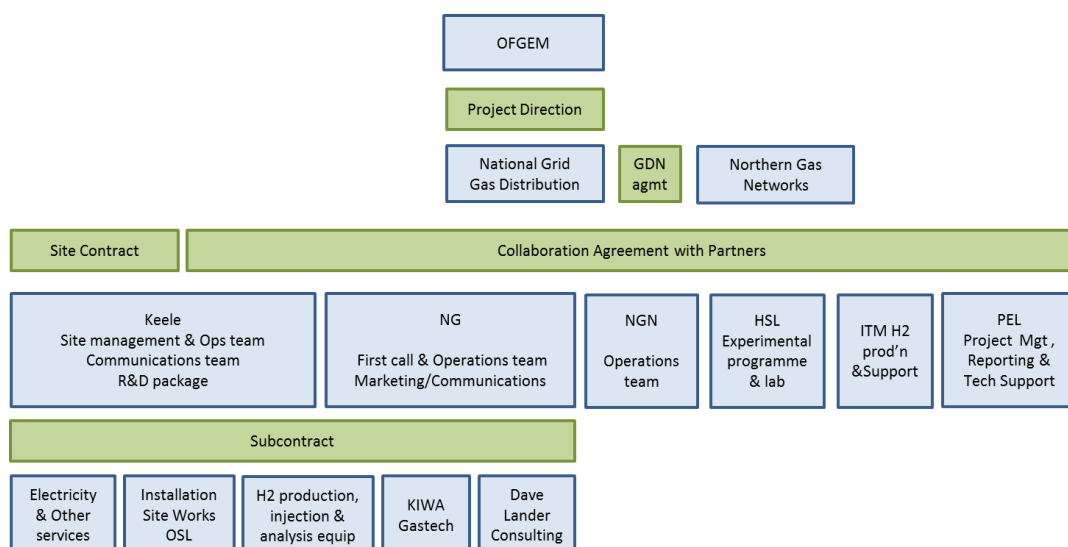 OFGEM
Project Direction
National Grid
Gas Distribution
GDN
agmt
Northern Gas
Networks
Site Contract
Collaboration Agreement with Partners
Keele
Site management & Ops team
Communications team
R&D package
NG
First call & Operations team
Marketing/Communications
NGN
Operations
team
HSL
Experimental
programme
& lab
ITM H2
prod’n
&Support
PEL
Project Mgt ,
Reporting &
Tech Support
Subcontract
Electricity
& Other
services
Installation
Site Works
OSL
H2 production,
injection &
analysis equip
KIWA
Gastech
Dave
Lander
Consulting